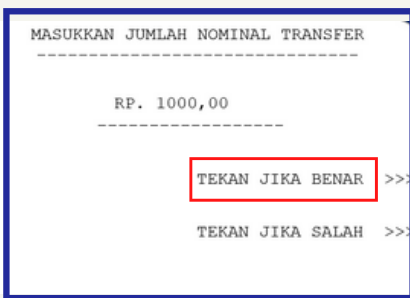 MASUKKAN JUMLAH NOMINAL TRANSFER
--------------------------------
RP. 1000,00
------------------
TEKAN JIKA BENAR >>>
TEKAN JIKA SALAH >>>